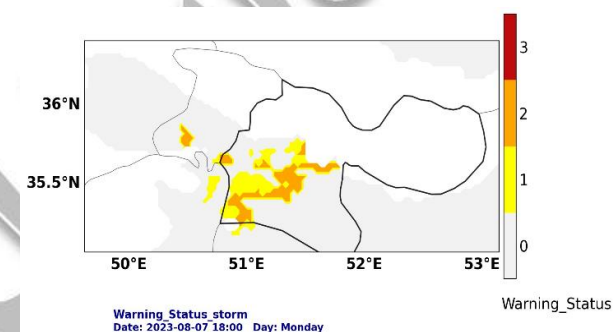 3
36°N
2
35.5°N
1
0
50°E 51°E 52°E 53°E
Warning_Status
Warning_Status_storm
Date: 2023-08-07 18:00 Day: Monday